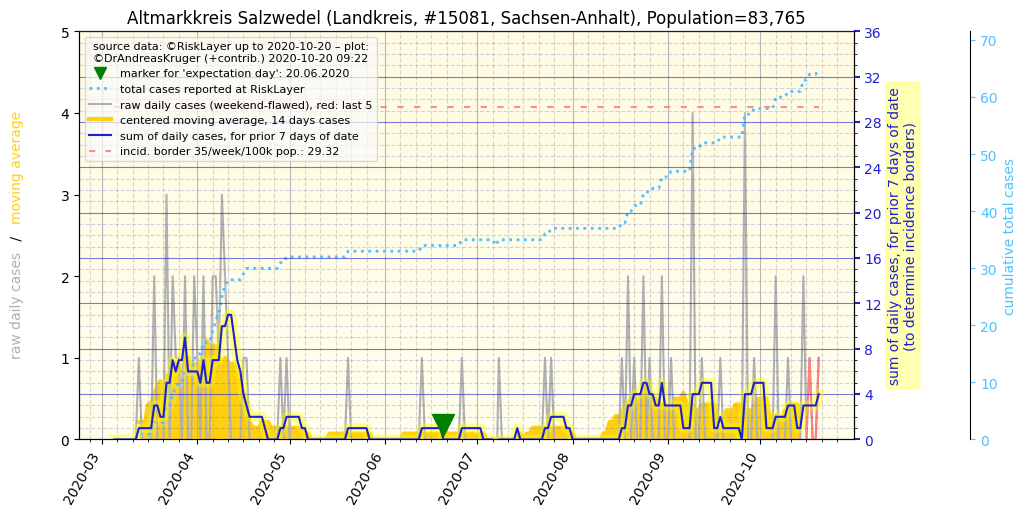 Altmarkkreis Salzwedel (Landkreis, #15081, Sachsen-Anhalt), Population=83,765
source data: ©RiskLayer up to 2020-10-20 – plot:
©DrAndreasKruger (+contrib.) 2020-10-20 09:22
marker for 'expectation day': 20.06.2020
total cases reported at RiskLayer
raw daily cases (weekend-flawed), red: last 5
centered moving average, 14 days cases
sum of daily cases, for prior 7 days of date
incid. border 35/week/100k pop.: 29.32
raw daily cases / moving average
5
4
3
2
1
0
2020-03
2020-04
2020-05
2020-06
2020-07
2020-08
2020-09
2020-10
36
32
28
24
20
16
12
8
4
0
sum of daily cases, for prior 7 days of date
(to determine incidence borders)
70
60
50
40
30
20
10
0
cumulative total cases